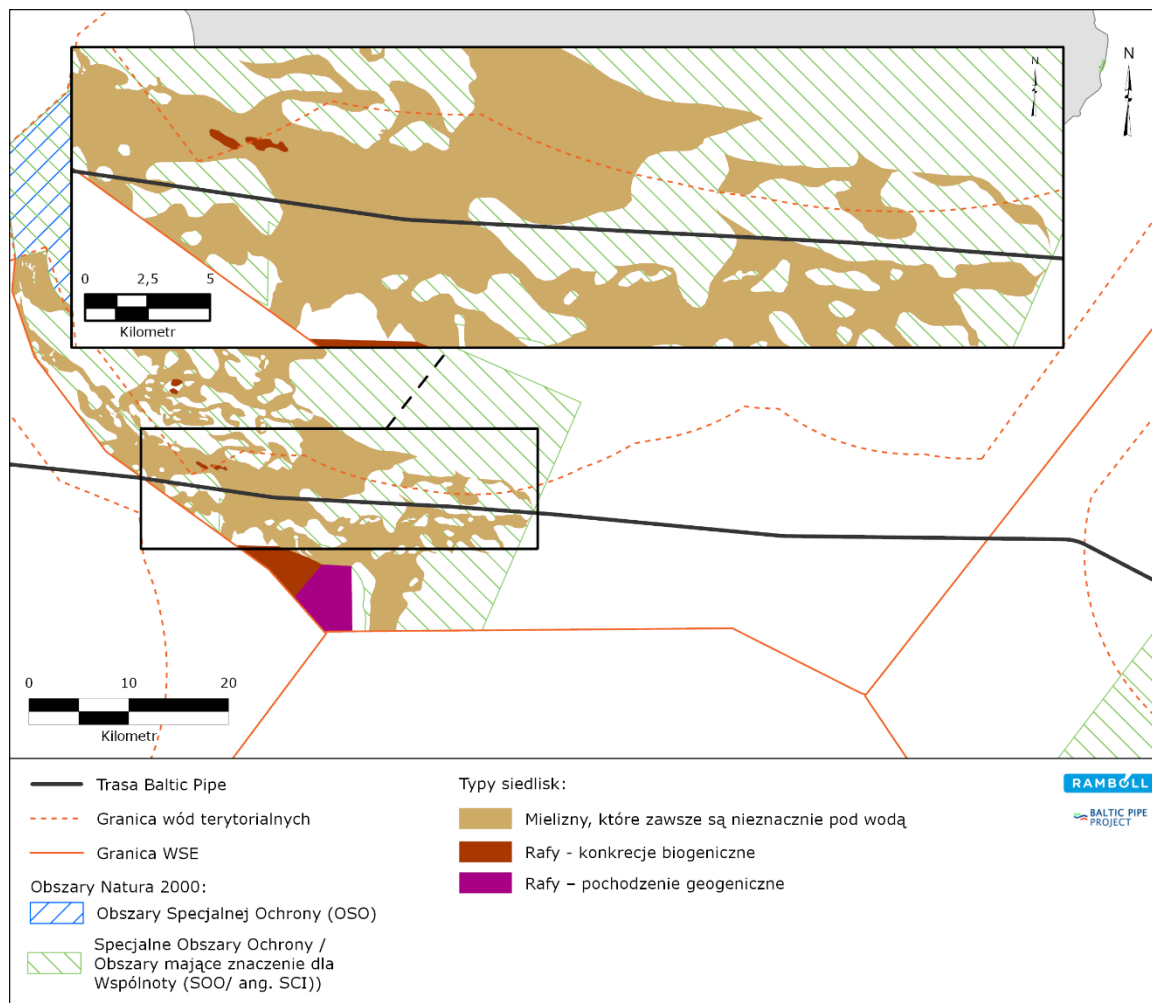 N
N
0
2,5
5
Kilometr
0
10
20
Kilometr
Trasa Baltic Pipe
Granica wód terytorialnych
Granica WSE
Obszary Natura 2000:
Obszary Specjalnej Ochrony (OSO)
Specjalne Obszary Ochrony /
Obszary mające znaczenie dla
Wspólnoty (SOO/ ang. SCI))
Typy siedlisk:
Mielizny, które zawsze są nieznacznie pod wodą
Rafy - konkrecje biogeniczne
Rafy – pochodzenie geogeniczne
RAMBOLL
BALTIC PIPE
PROJECT